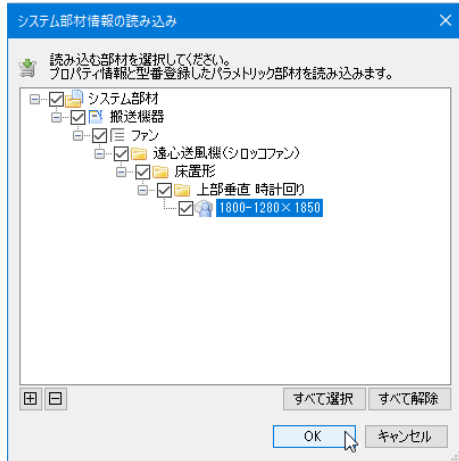 システム部材情報の読み込み
読み込む部材を選択してください。
プロパティ情報と型番登録したパラメトリック部材を読み込みます。
システム部材
搬送機器
ファン
遠心送風機(シロッコファン)
床置形
上部垂直 時計回り
1800-1280×1850
すべて選択 すべて解除
OK キャンセル